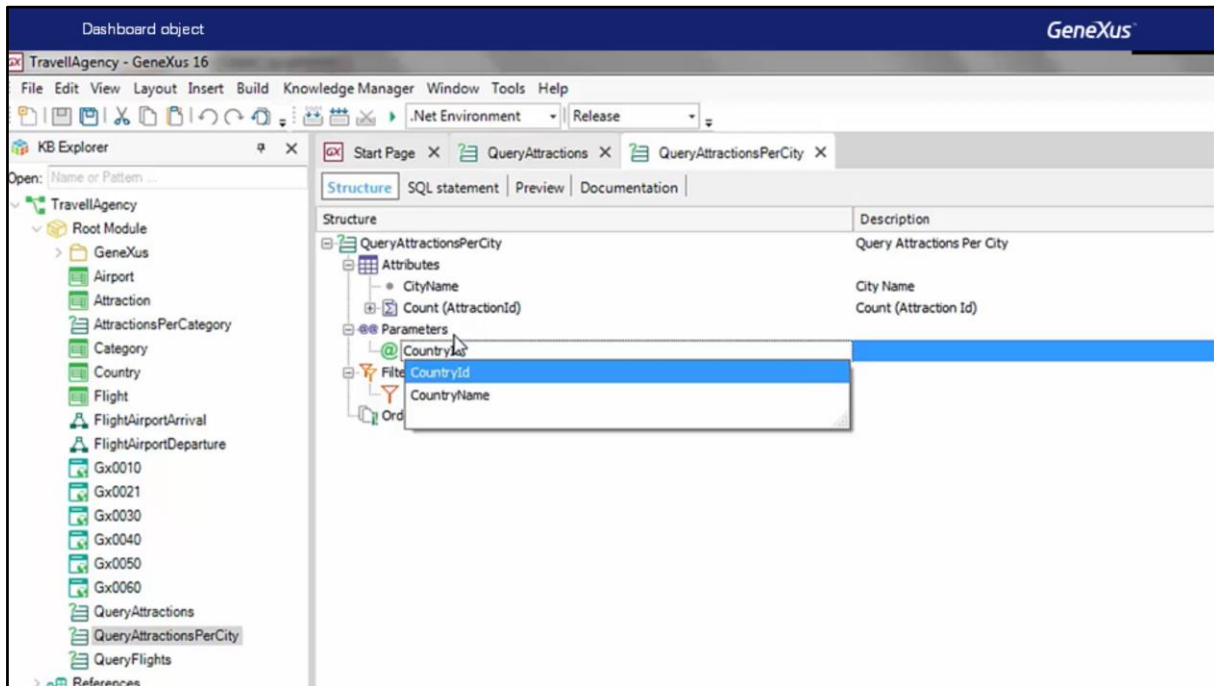 Dashboard object
GeneXus
TravellAgency - GeneXus 16
File Edit View Layout Insert Build Knowledge Manager Window Tools Help
.Net Environment Release
KB Explorer
Start Page QueryAttractions QueryAttractionsPerCity
Open: Name or Pattern ...
Structure SQL statement Preview Documentation
TravellAgency
Root Module
GeneXus
Airport
Attraction
AttractionsPerCategory
Category
Country
Flight
FlightAirportArrival
FlightAirportDeparture
Gx0010
Gx0021
Gx0030
Gx0040
Gx0050
Gx0060
QueryAttractions
QueryAttractionsPerCity
QueryFlights
References
Structure Description
QueryAttractionsPerCity Query Attractions Per City
Attributes
CityName City Name
Count (AttractionId) Count (Attraction Id)
Parameters
CountryId
CountryName